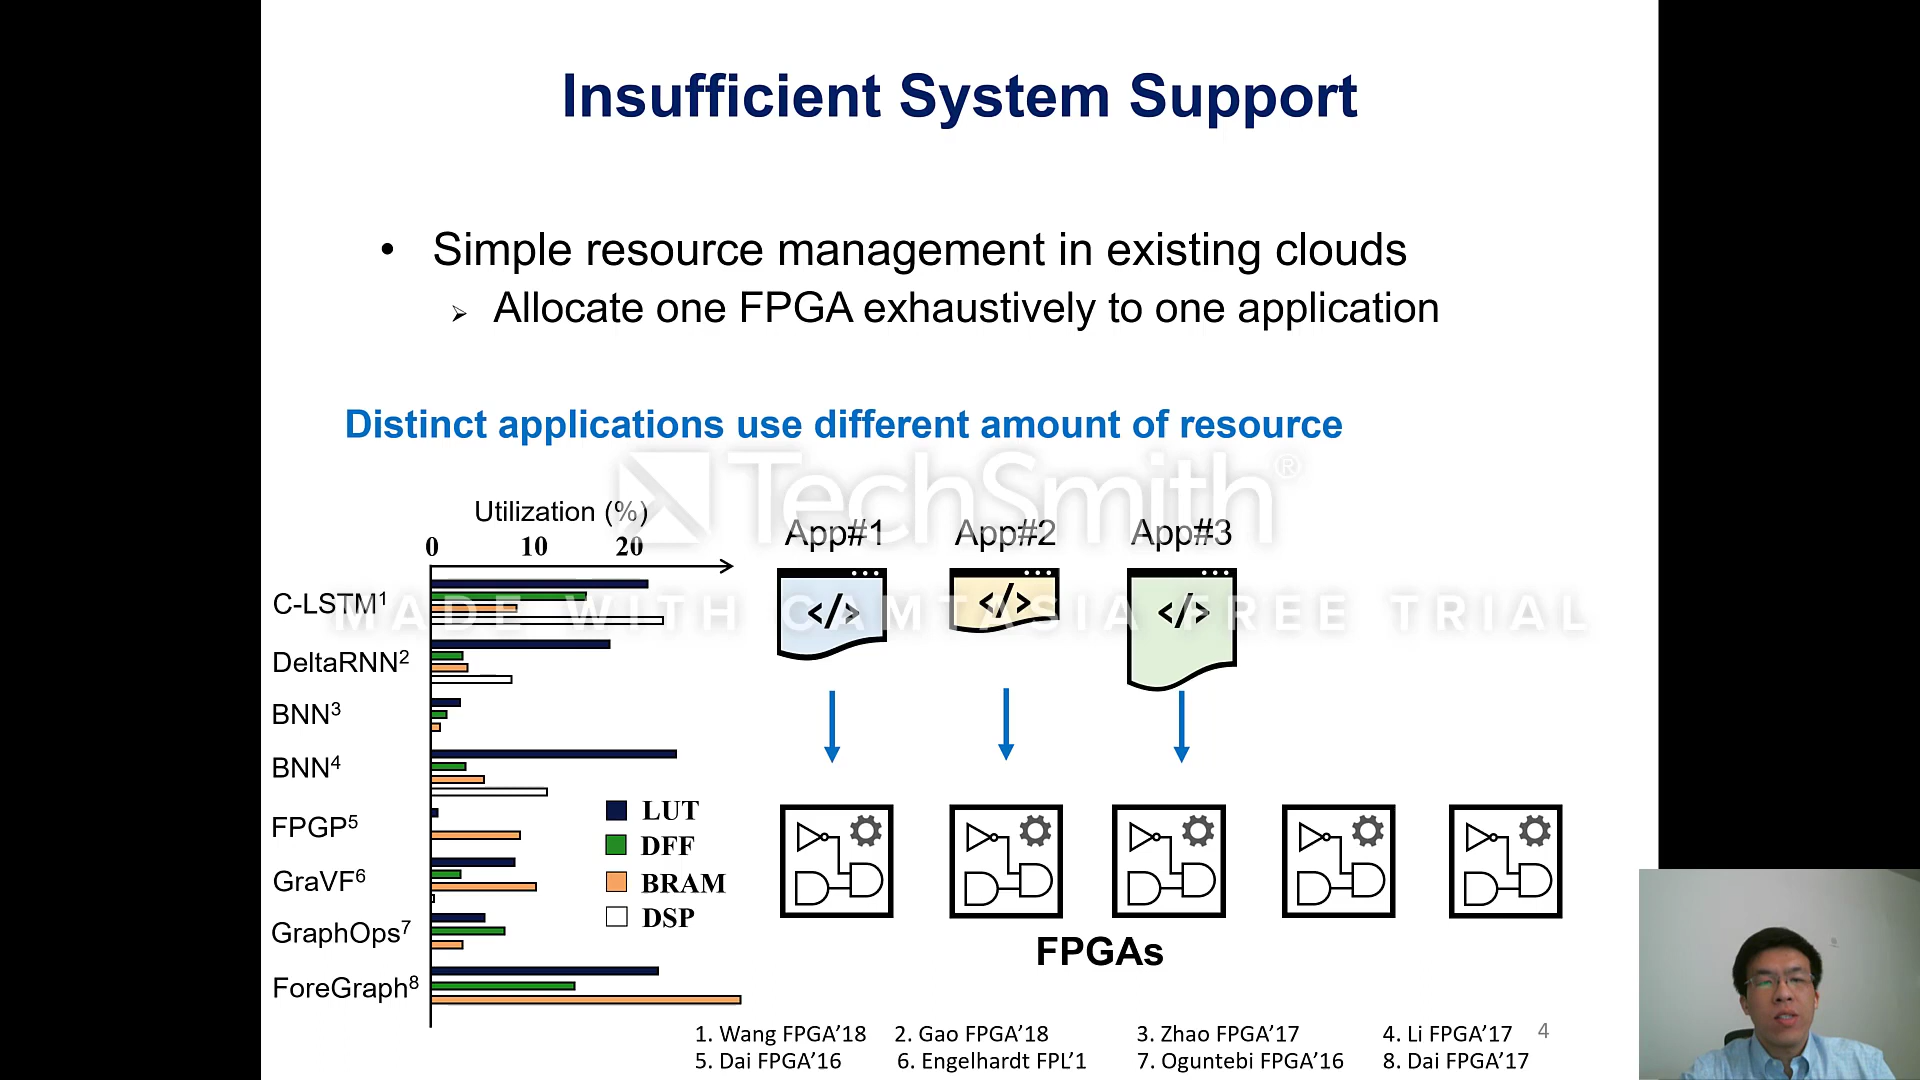 Insufficient System Support
• Simple resource management in existing clouds
➢ Allocate one FPGA exhaustively to one application
Distinct applications use different amount of resource
TechSmith®
MADE WITH CAMTASIA FREE TRIAL
Utilization (%)
0 10 20
C-LSTM1
DeltaRNN2
BNN3
BNN4
FPGP5
GraVF6
GraphOps7
ForeGraph8
LUT
DFF
BRAM
DSP
App#1 App#2 App#3
</> </> </>
FPGAs
1. Wang FPGA’18 2. Gao FPGA’18 3. Zhao FPGA’17 4. Li FPGA’17 4
5. Dai FPGA’16 6. Engelhardt FPL’1 7. Oguntebi FPGA’16 8. Dai FPGA’17